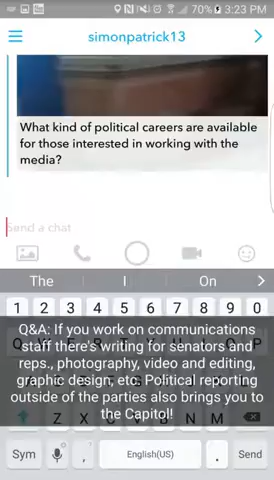 70% 3:23 PM
simonpatrick13
What kind of political careers are available
for those interested in working with the
media?
Send a chat
The I On
1 2 3 4 5 6 7 8 9 0
Q&A: If you work on communications
staff there's writing for senators and
reps., photography, video and editing,
graphic design, etc. Political reporting
outside of the parties also brings you to
the Capitol!
Z X C V B N M
Sym English(US) . Send